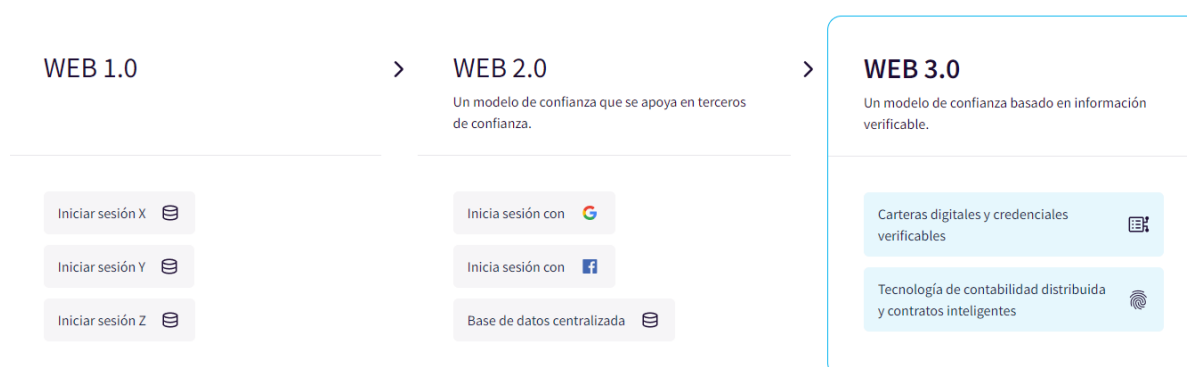 WEB 1.0
Iniciar sesión X
Iniciar sesión Y
Iniciar sesión Z
WEB 2.0
Un modelo de confianza que se apoya en terceros
de confianza.
Inicia sesión con
Inicia sesión con
Base de datos centralizada
WEB 3.0
Un modelo de confianza basado en información
verificable.
Carteras digitales y credenciales
verificables
Tecnología de contabilidad distribuida
y contratos inteligentes